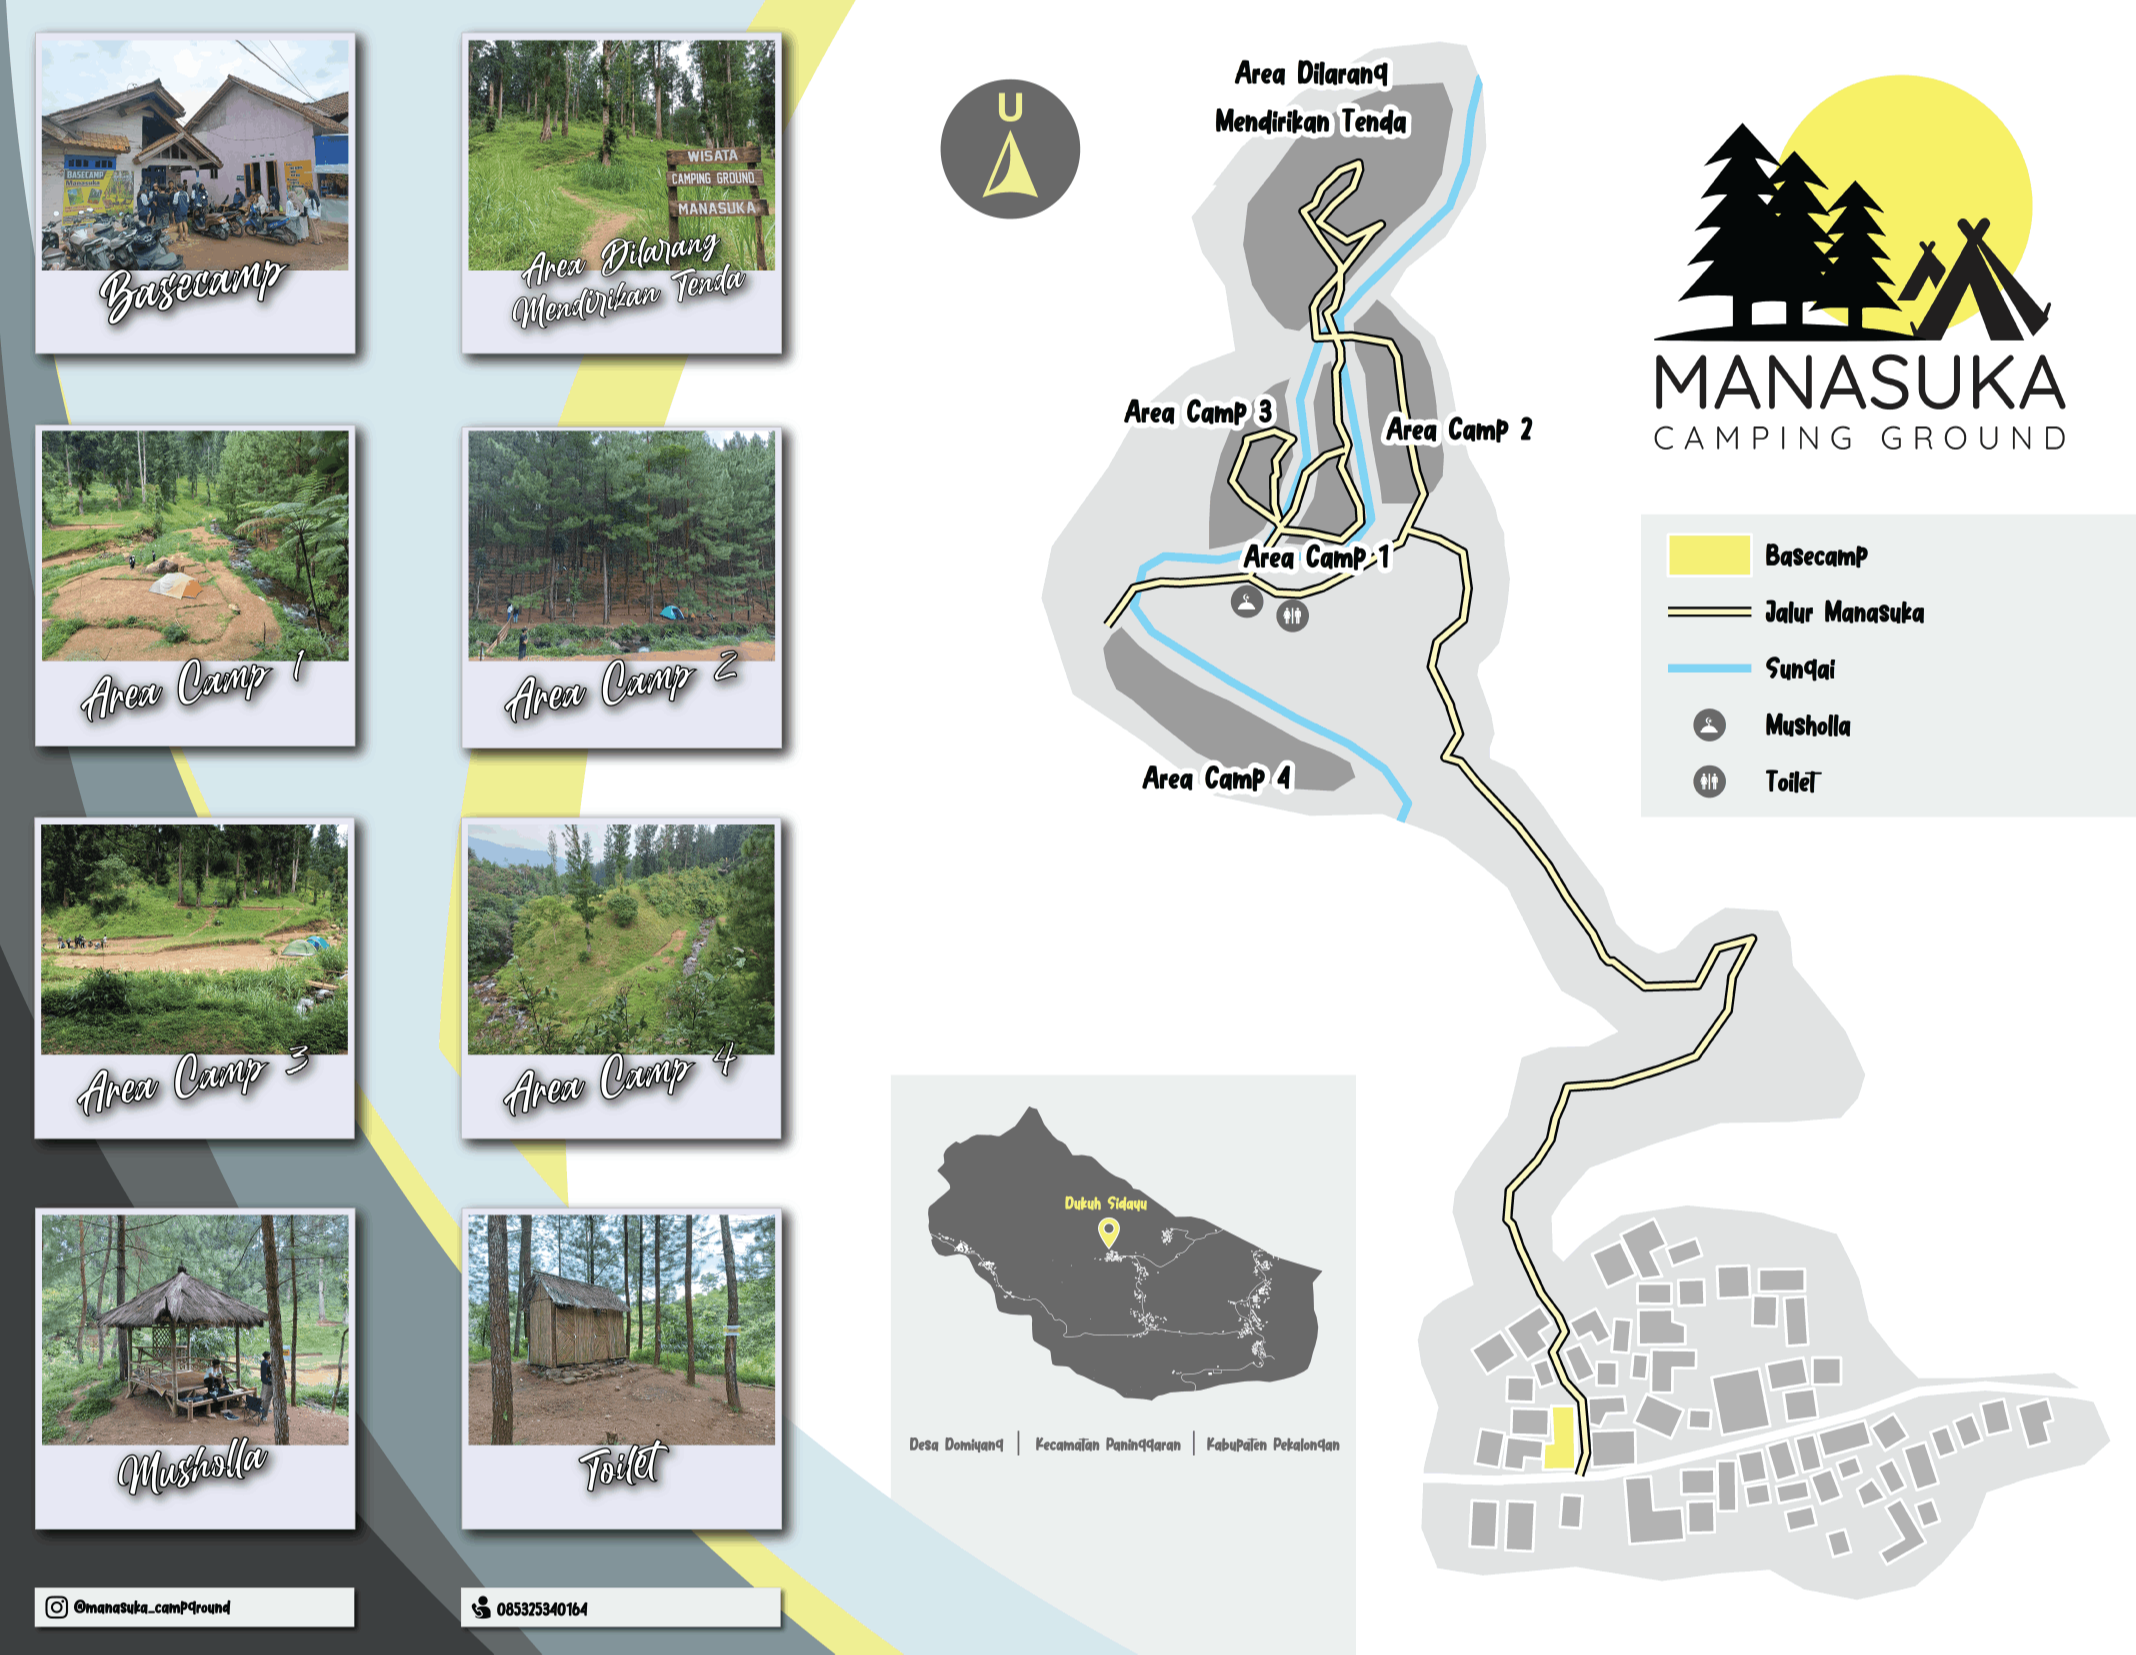 BASECAMP
Manasuka
Basecamp
WISATA
CAMPING GROUND
MANASUKA
Area Dilarang
Mendirikan Tenda
Area Camp 1
Area Camp 2
Area Camp 3
Area Camp 4
Musholla
Toilet
@manasuka_campground
085325340164
U
Area Dilarang
Mendirikan Tenda
Area Camp 3
Area Camp 2
Area Camp 1
Area Camp 4
MANASUKA
CAMPING GROUND
Basecamp
Jalur Manasuka
Sungai
Musholla
Toilet
Dukuh Sidayu
Desa Domiyang | Kecamatan Paninggaran | Kabupaten Pekalongan